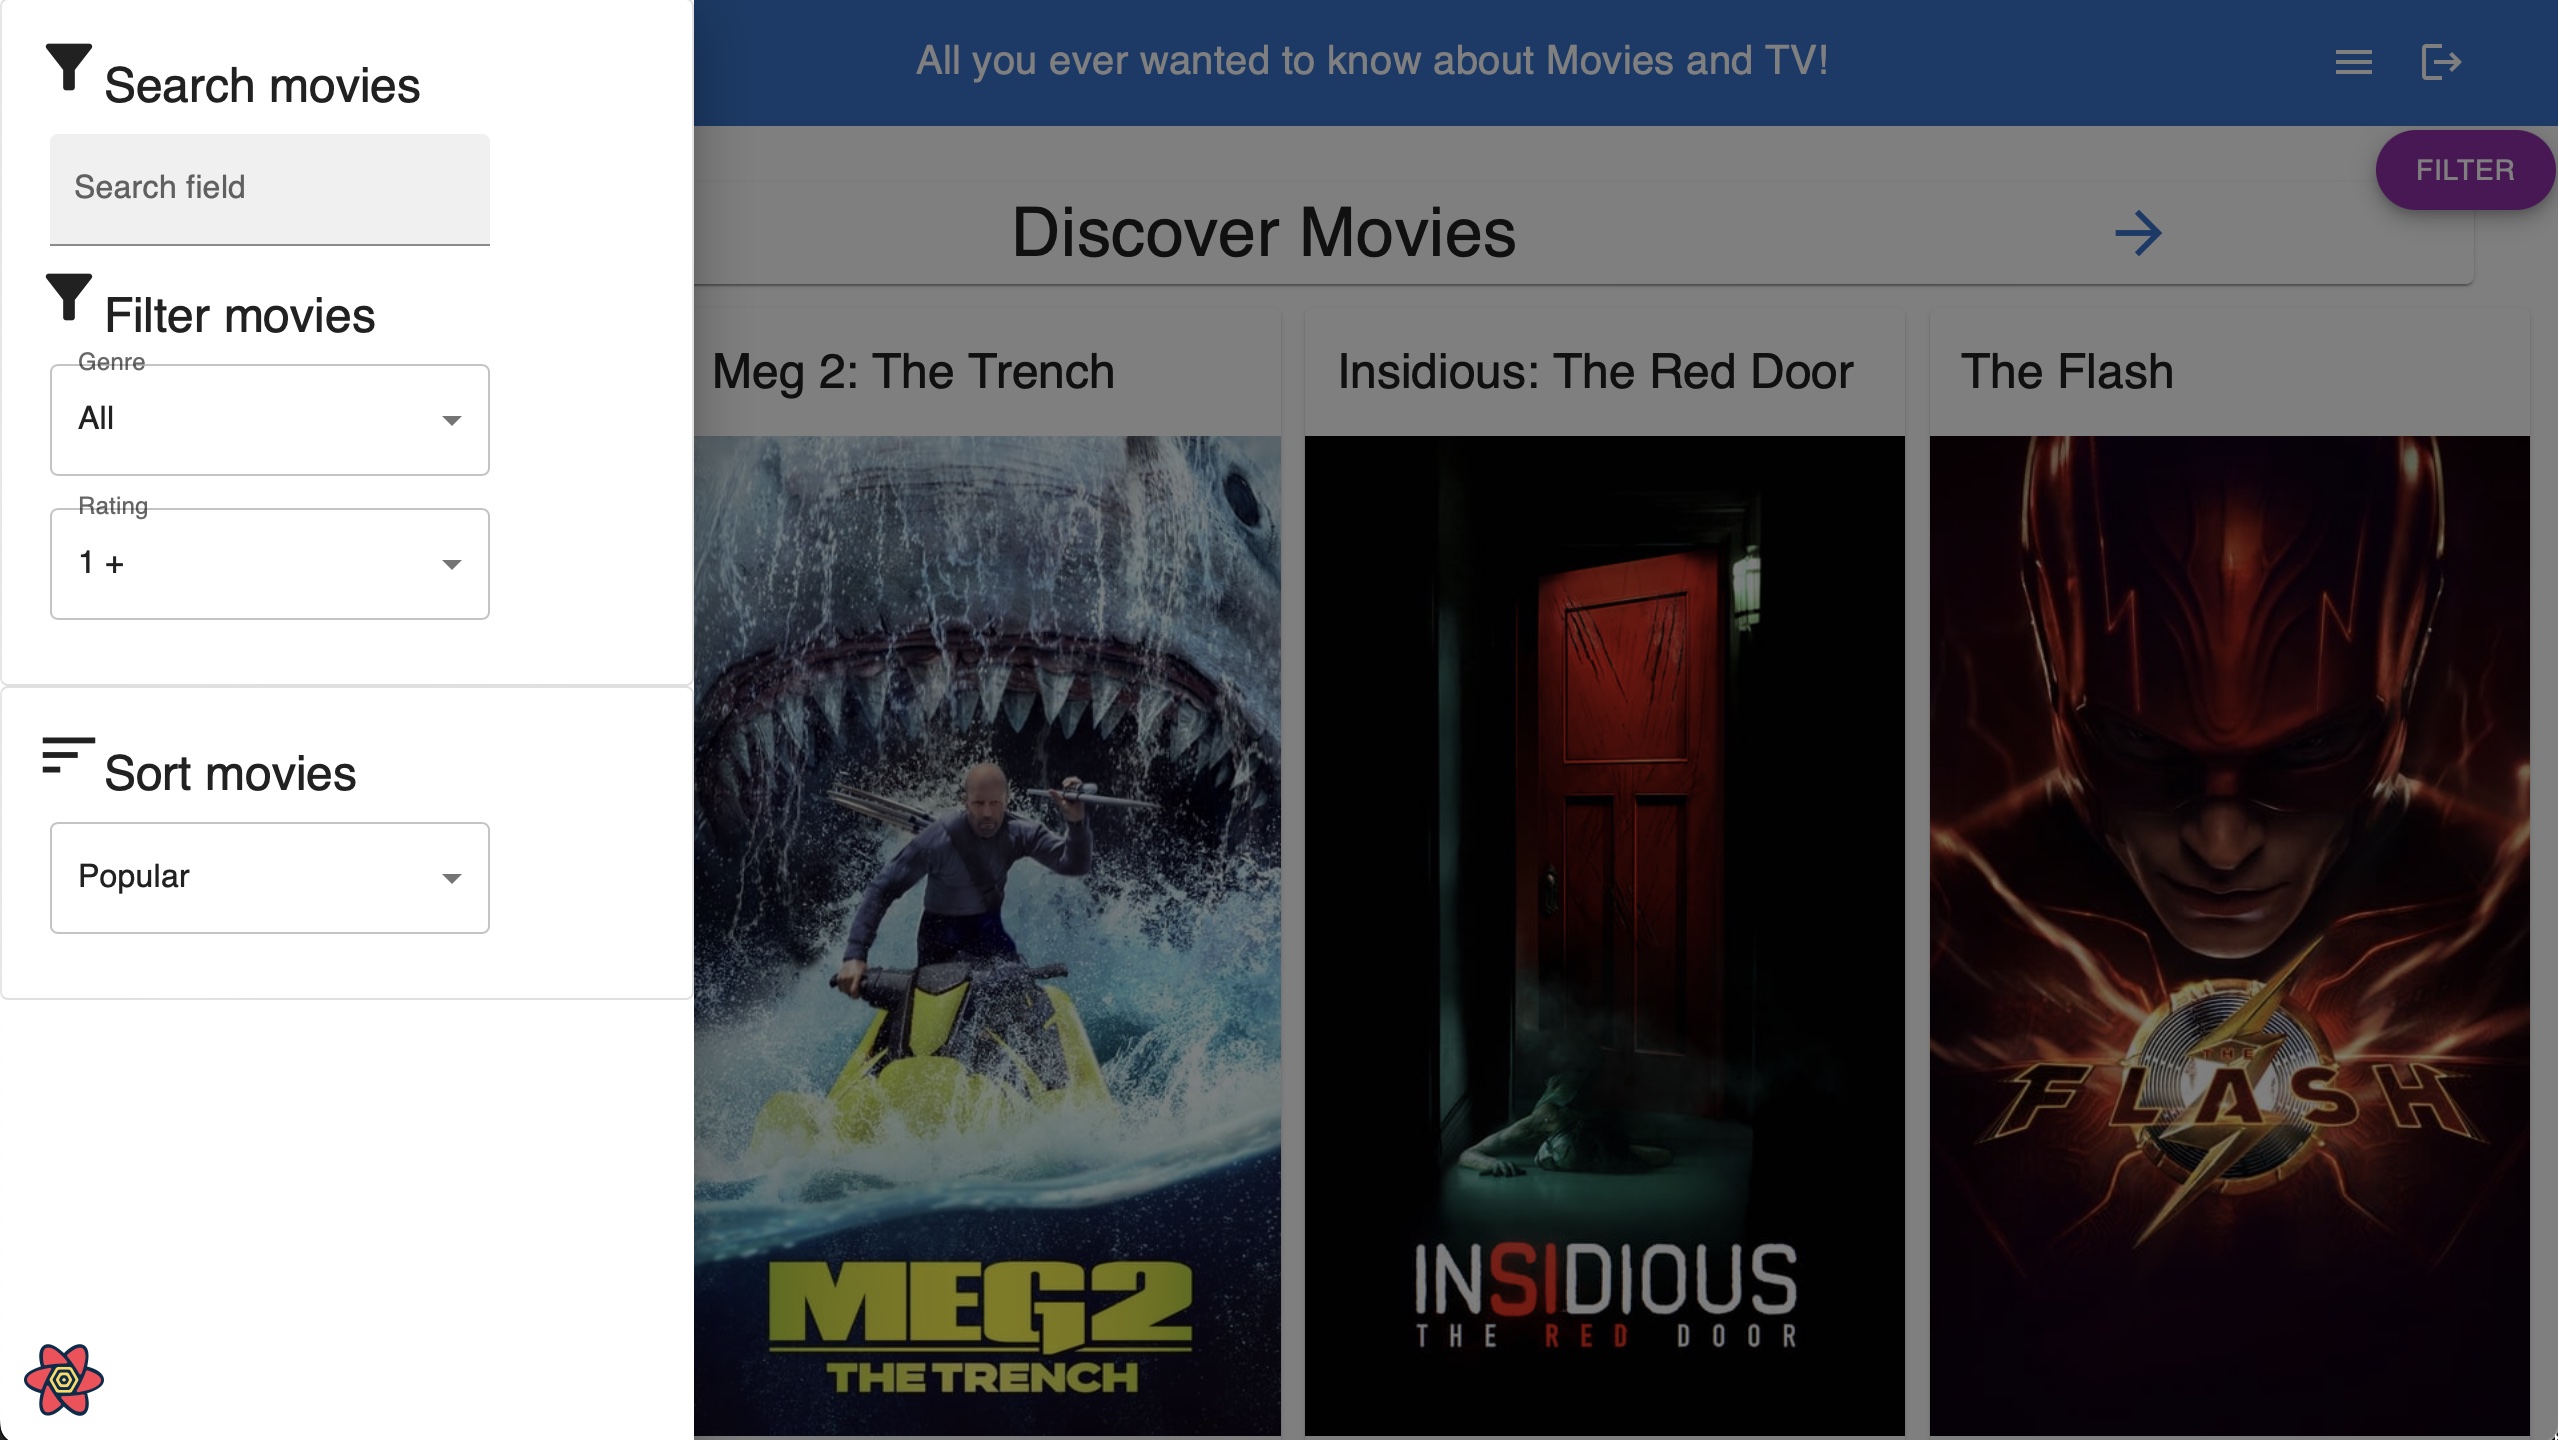 Search movies
Search field
Filter movies
Genre
All
Rating
1 +
Sort movies
Popular
All you ever wanted to know about Movies and TV!
FILTER
Discover Movies
Meg 2: The Trench
Insidious: The Red Door
The Flash
MEG2
THE TRENCH
INSIDIOUS
THE RED DOOR
THE
FLASH